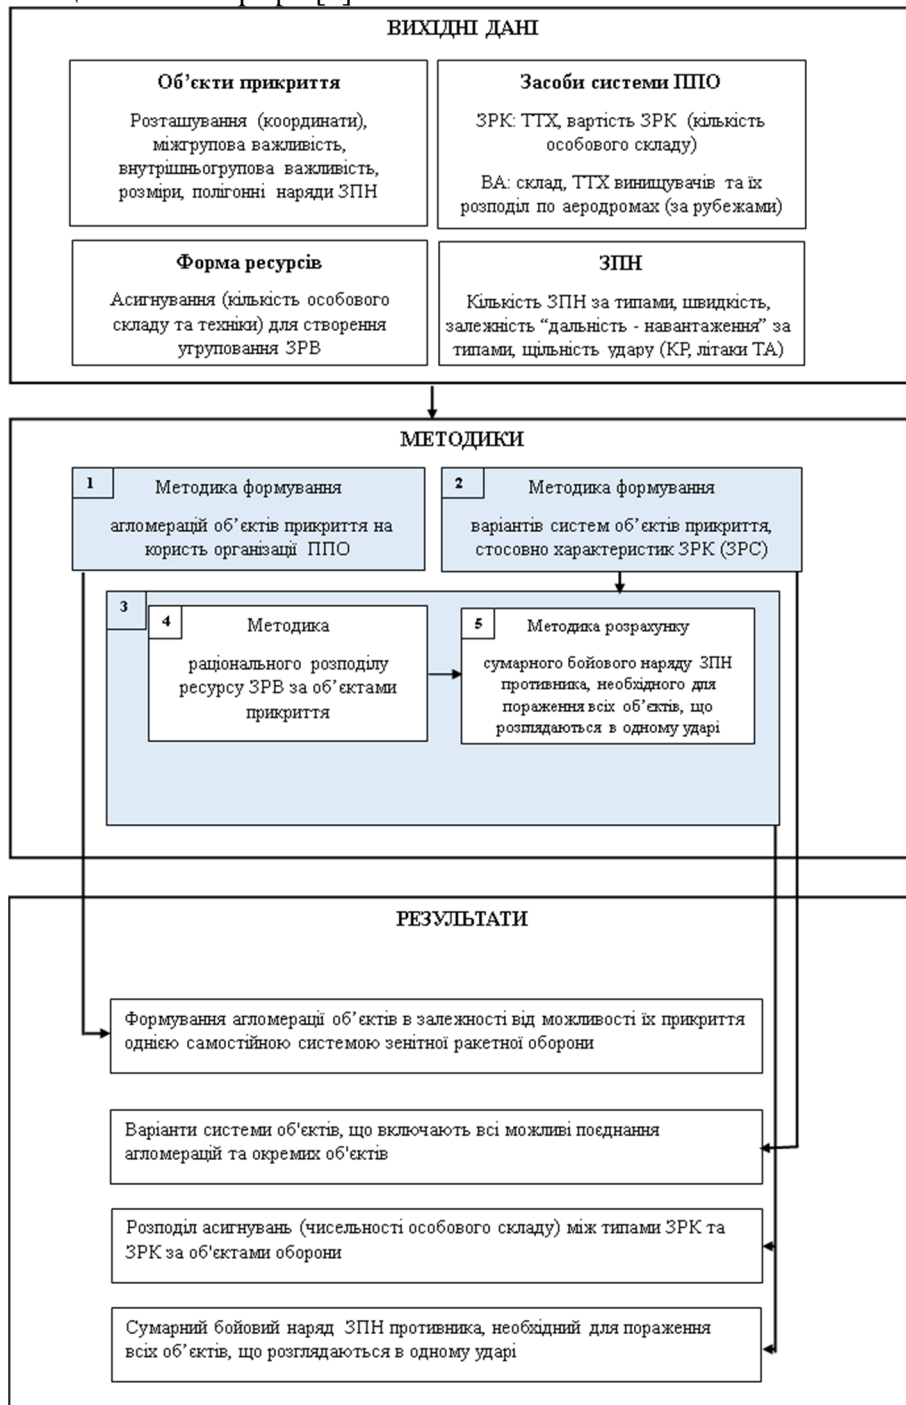 ВИХІДНІ ДАНІ
Об’єкти прикриття
Розташування (координати),
міжгрупова важливість,
внутрішньогрупова важливість,
розміри, полігонні наряди ЗПН
Засоби системи ППО
ЗРК: ТТХ, вартість ЗРК (кількість
особового складу)
ВА: склад, ТТХ винищувачів та їх
розподіл по аеродромах (за рубежами)
Форма ресурсів
Асигнування (кількість особового
складу та техніки) для створення
угруповання ЗРВ
ЗПН
Кількість ЗПН за типами, швидкість,
залежність “дальність - навантаження” за
типами, щільність удару (КР, літаки ТА)
МЕТОДИКИ
1
Методика формування
агломерацій об’єктів прикриття на
користь організації ППО
2
Методика формування
варіантів систем об’єктів прикриття,
стосовно характеристик ЗРК (ЗРС)
3
4
Методика
раціонального розподілу
ресурсу ЗРВ за об’єктами
прикриття
5
Методика розрахунку
сумарного бойового наряду ЗПН
противника, необхідного для
пораження всіх об’єктів, що
розглядаються в одному ударі
РЕЗУЛЬТАТИ
Формування агломерації об’єктів в залежності від можливості їх прикриття
однією самостійною системою зенітної ракетної оборони
Варіанти системи об'єктів, що включають всі можливі поєднання
агломерацій та окремих об'єктів
Розподіл асигнувань (чисельності особового складу) між типами ЗРК та
ЗРК за об'єктами оборони
Сумарний бойовий наряд ЗПН противника, необхідний для пораження
всіх об’єктів, що розглядаються в одному ударі